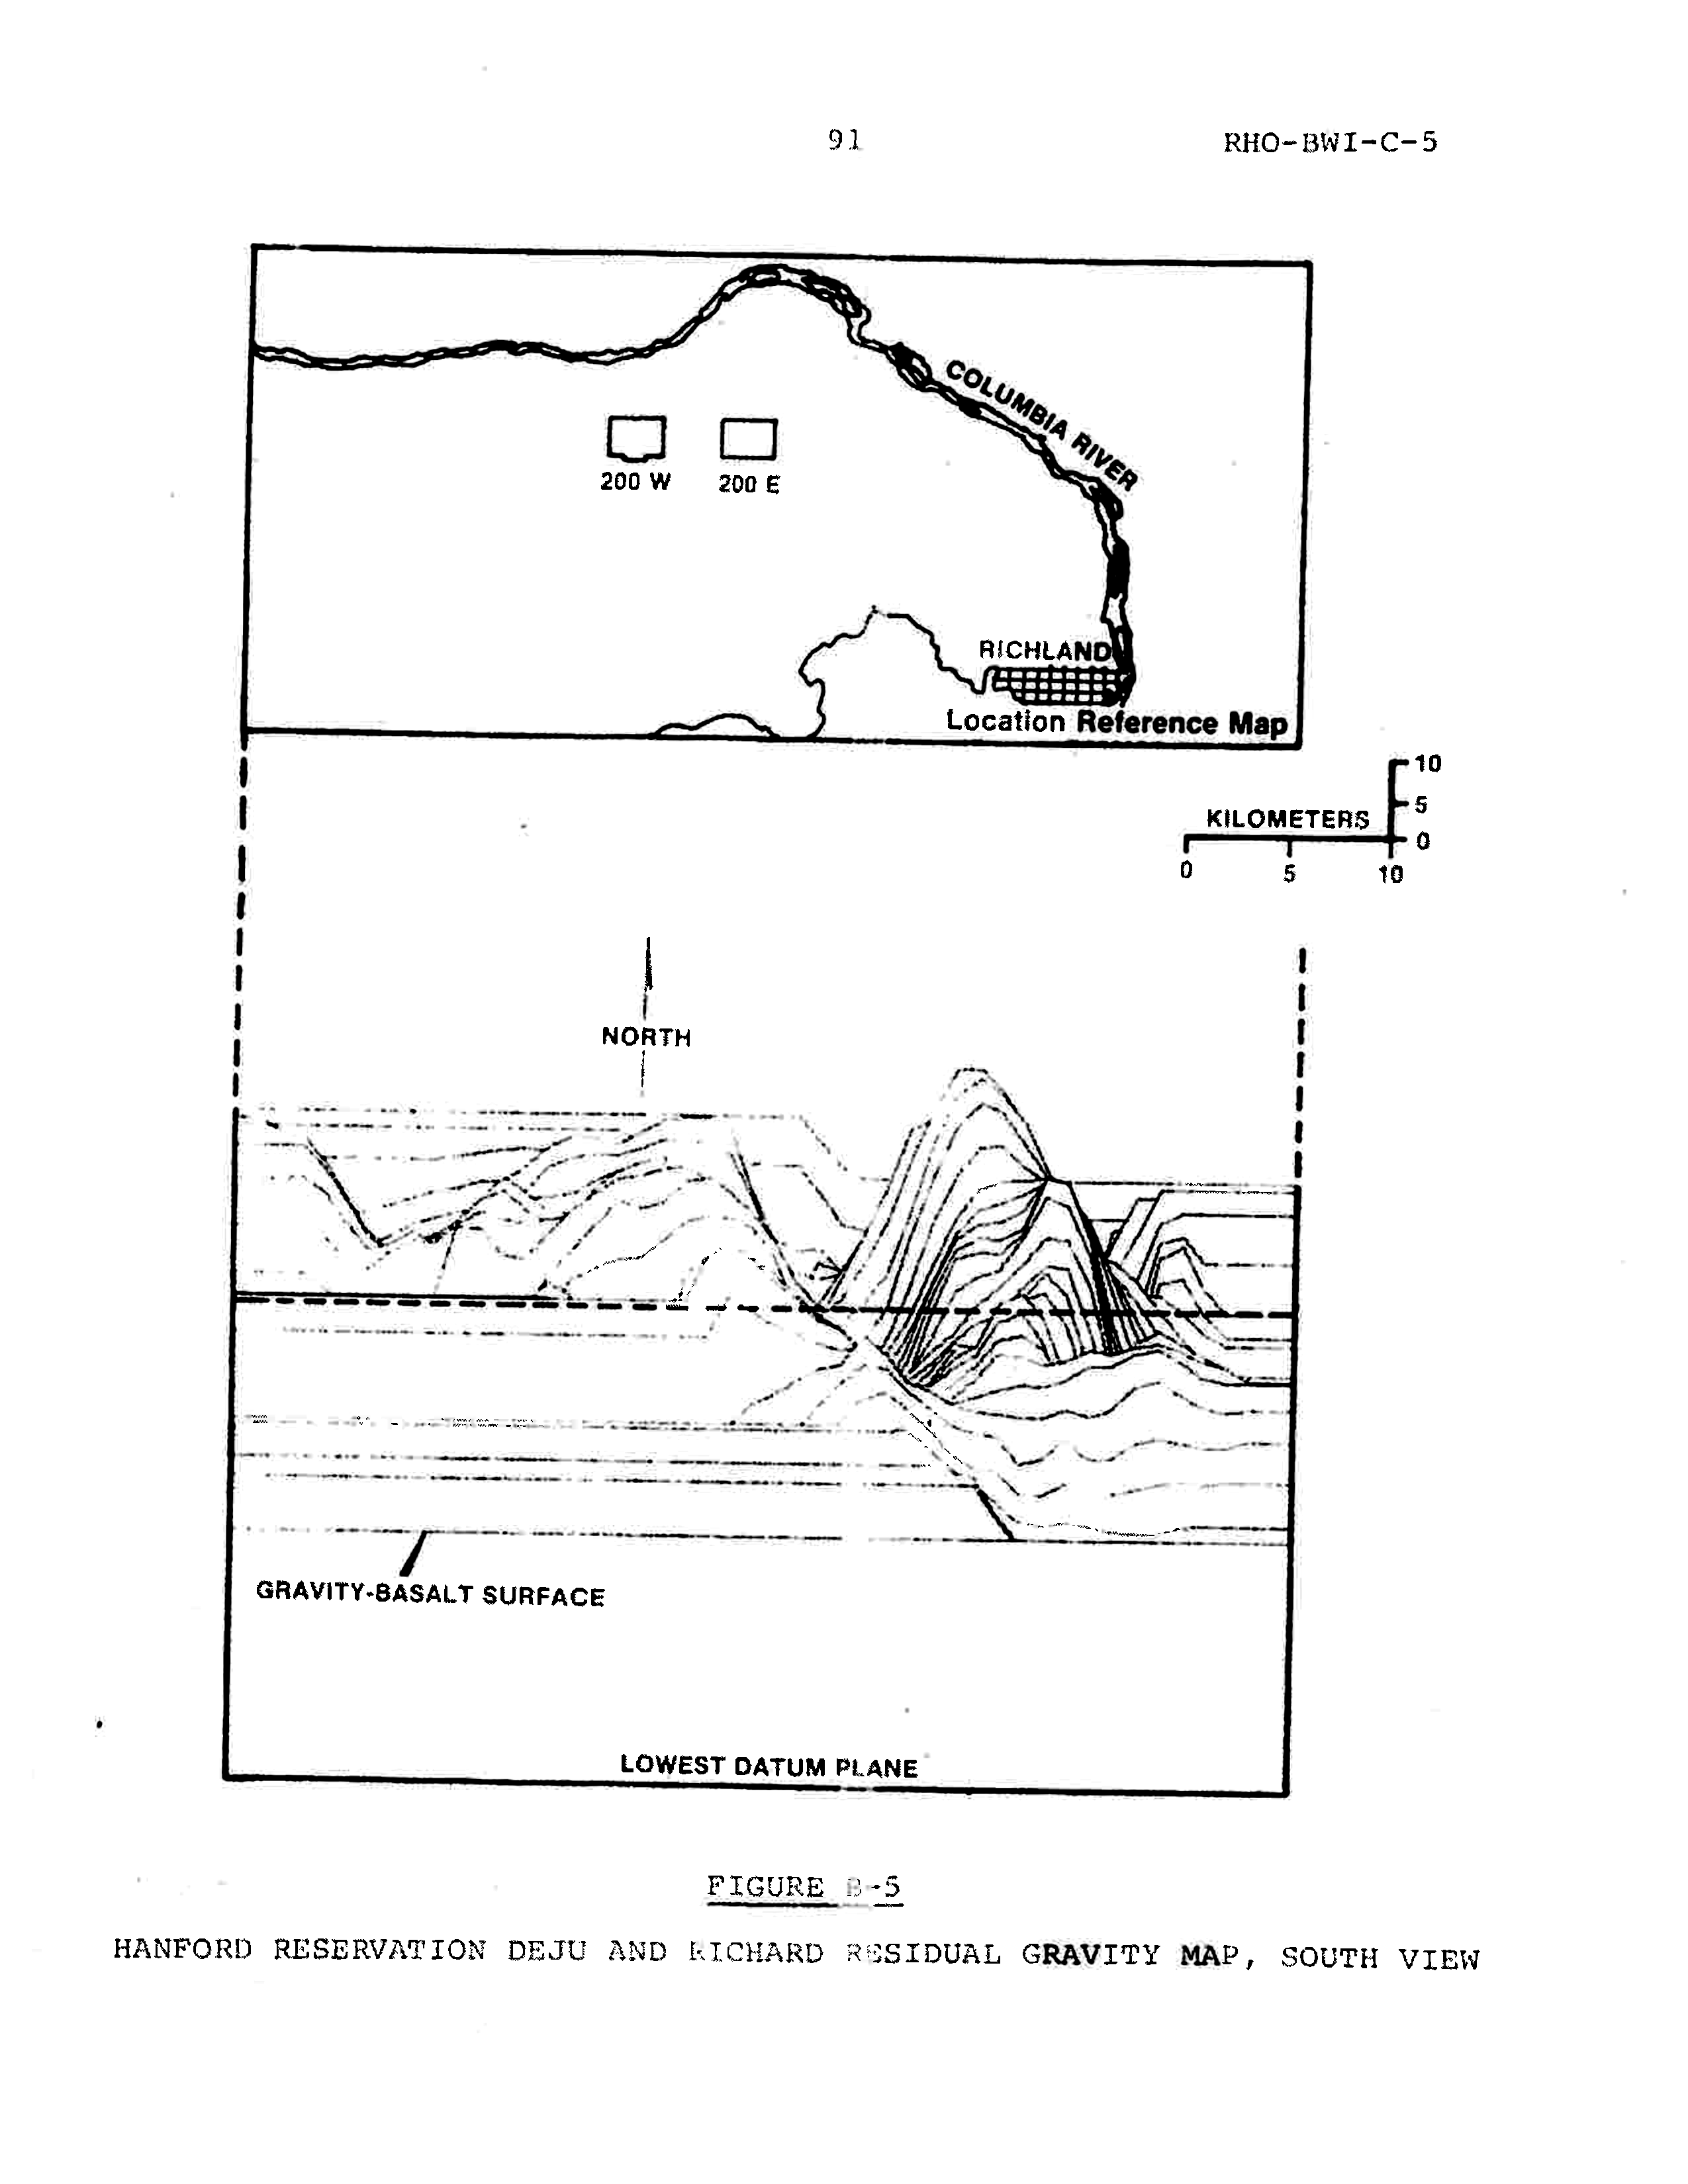 91
RHO-BWI-C-5
COLUMBIA RIVER
200 W
200 E
RICHLAND
Location Reference Map
10
5
KILOMETERS
0
0
5
10
NORTH
GRAVITY-BASALT SURFACE
LOWEST DATUM PLANE
FIGURE B-5
HANFORD RESERVATION DEJU AND RICHARD RESIDUAL GRAVITY MAP, SOUTH VIEW